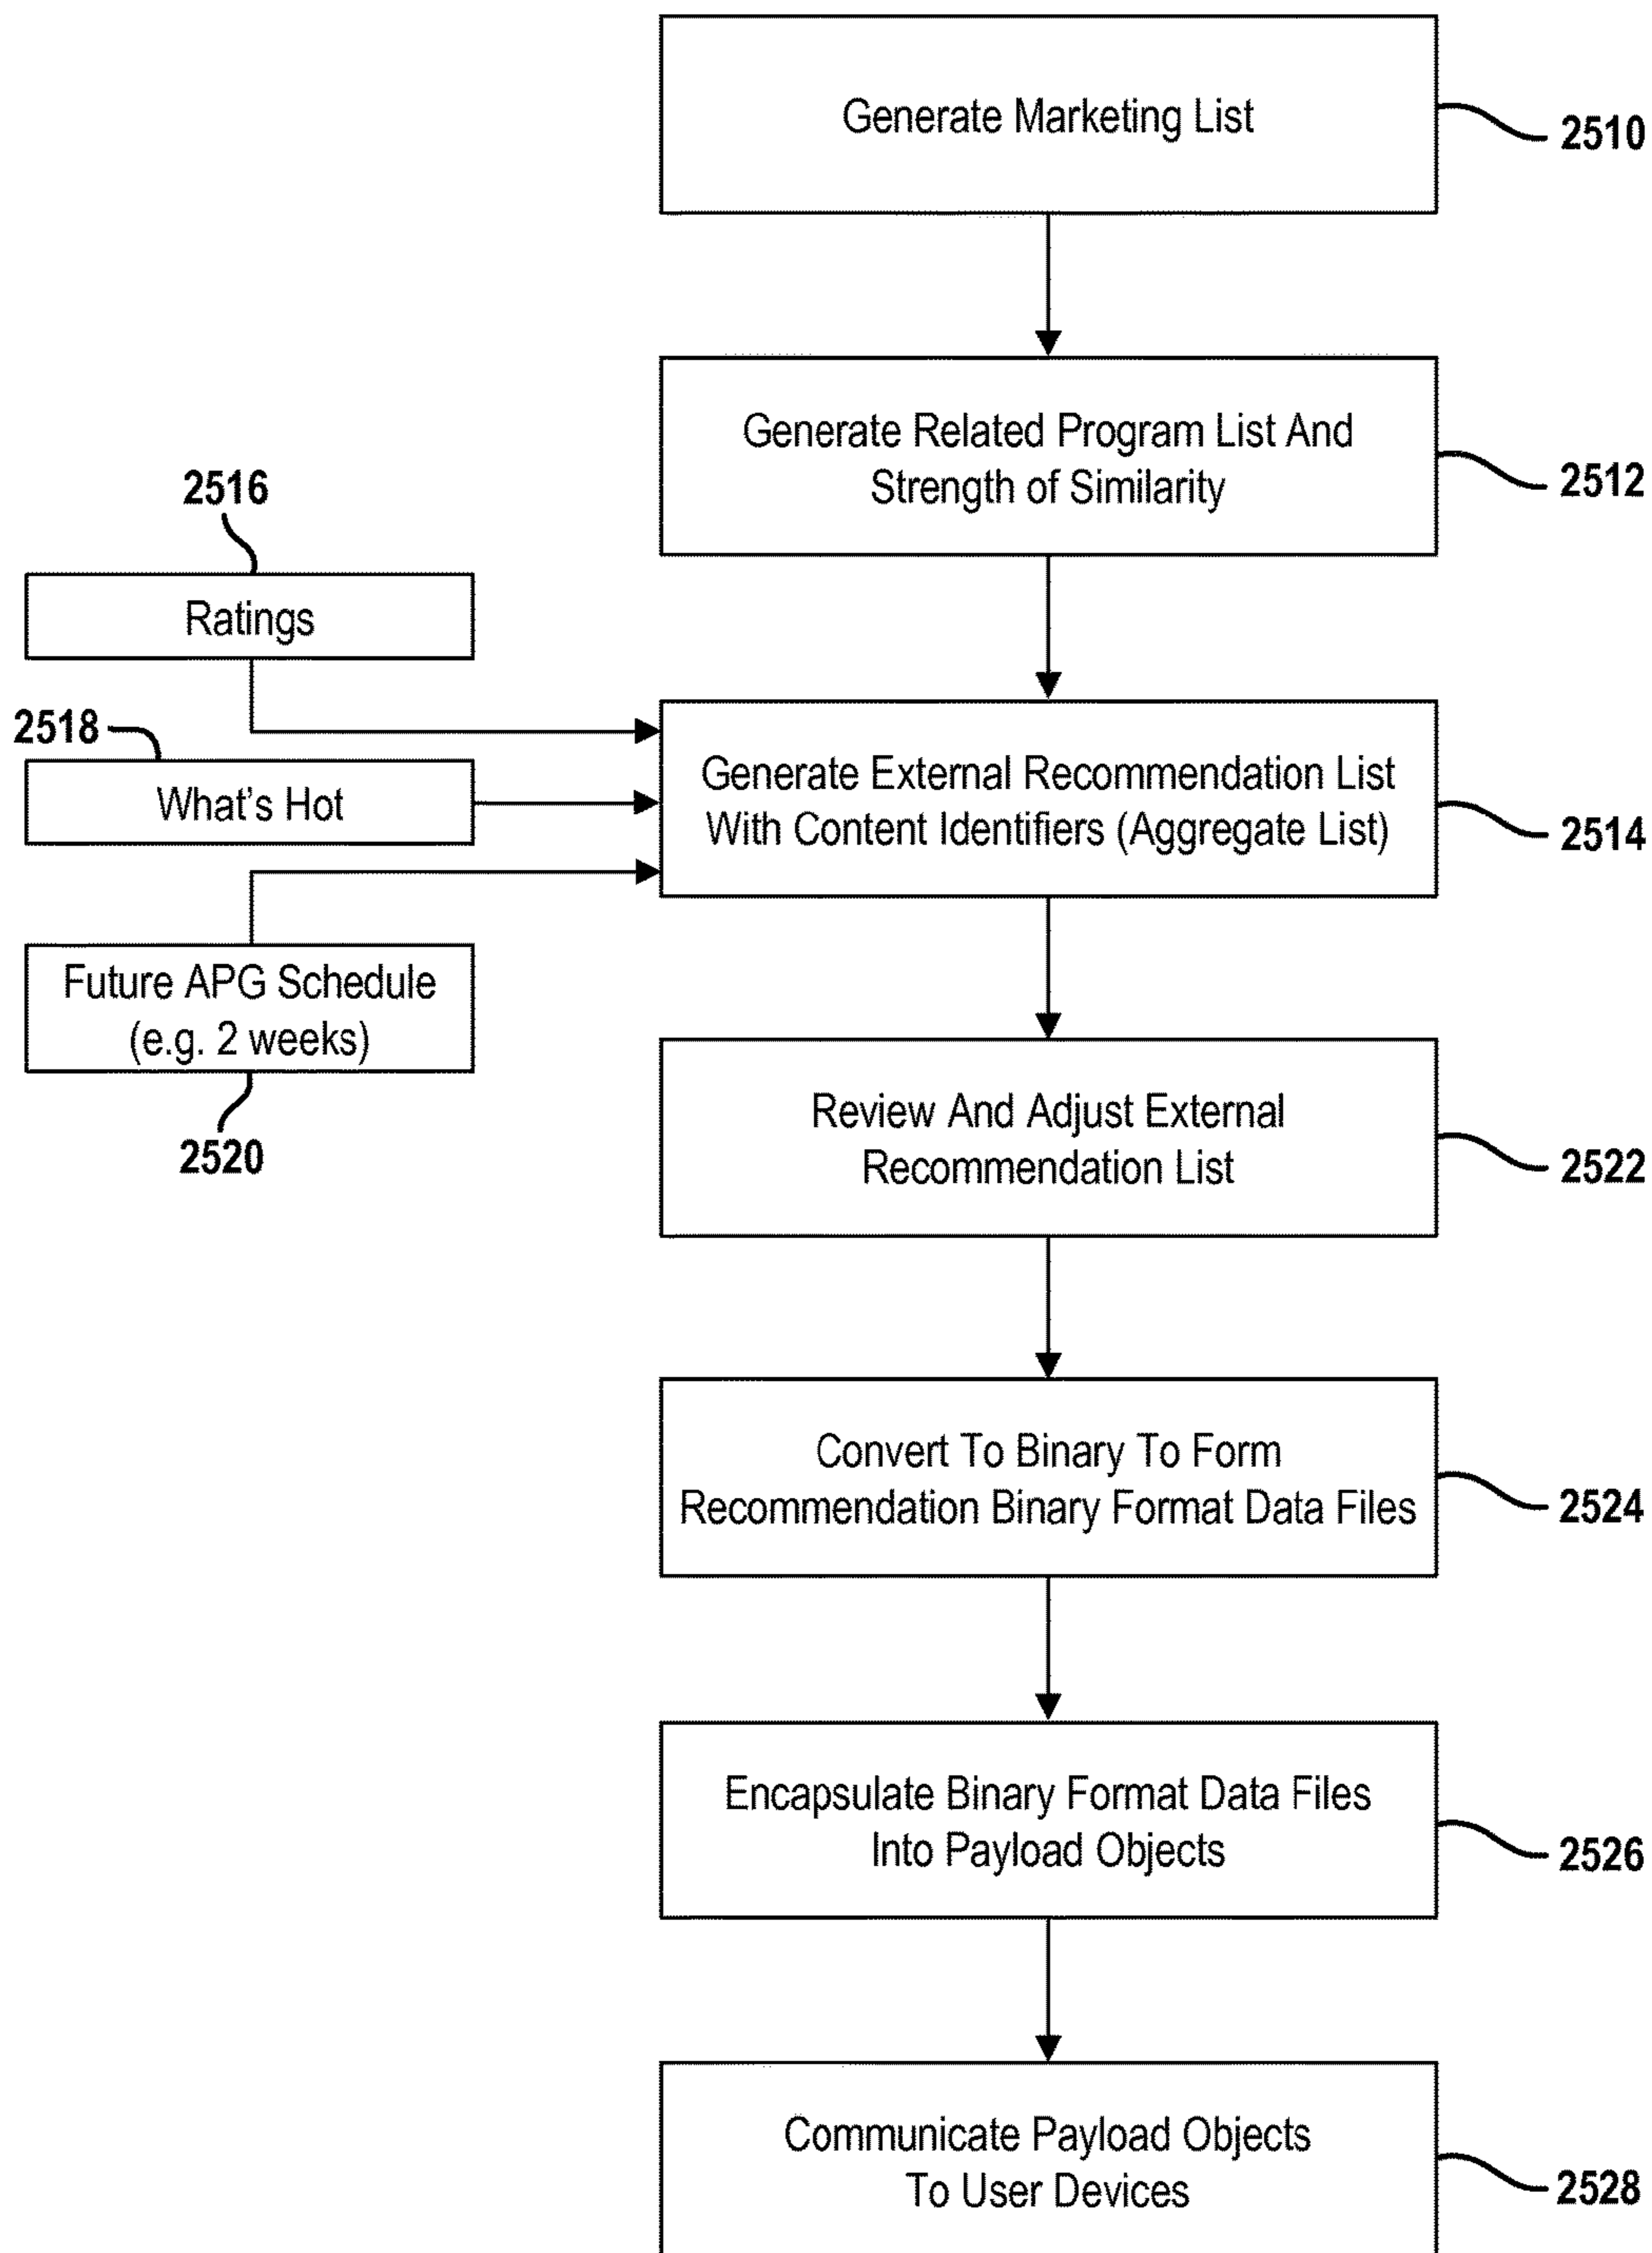 Generate Marketing List
2510
Generate Related Program List And
Strength of Similarity
2512
2516
Ratings
2518
What's Hot
Generate External Recommendation List
With Content Identifiers (Aggregate List)
2514
Future APG Schedule
(e.g. 2 weeks)
2520
Review And Adjust External
Recommendation List
2522
Convert To Binary To Form
Recommendation Binary Format Data Files
2524
Encapsulate Binary Format Data Files
Into Payload Objects
2526
Communicate Payload Objects
To User Devices
2528